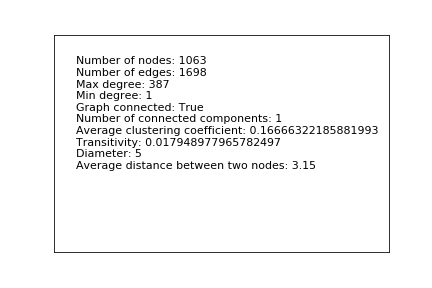 Number of nodes: 1063
Number of edges: 1698
Max degree: 387
Min degree: 1
Graph connected: True
Number of connected components: 1
Average clustering coefficient: 0.16666322185881993
Transitivity: 0.017948977965782497
Diameter: 5
Average distance between two nodes: 3.15